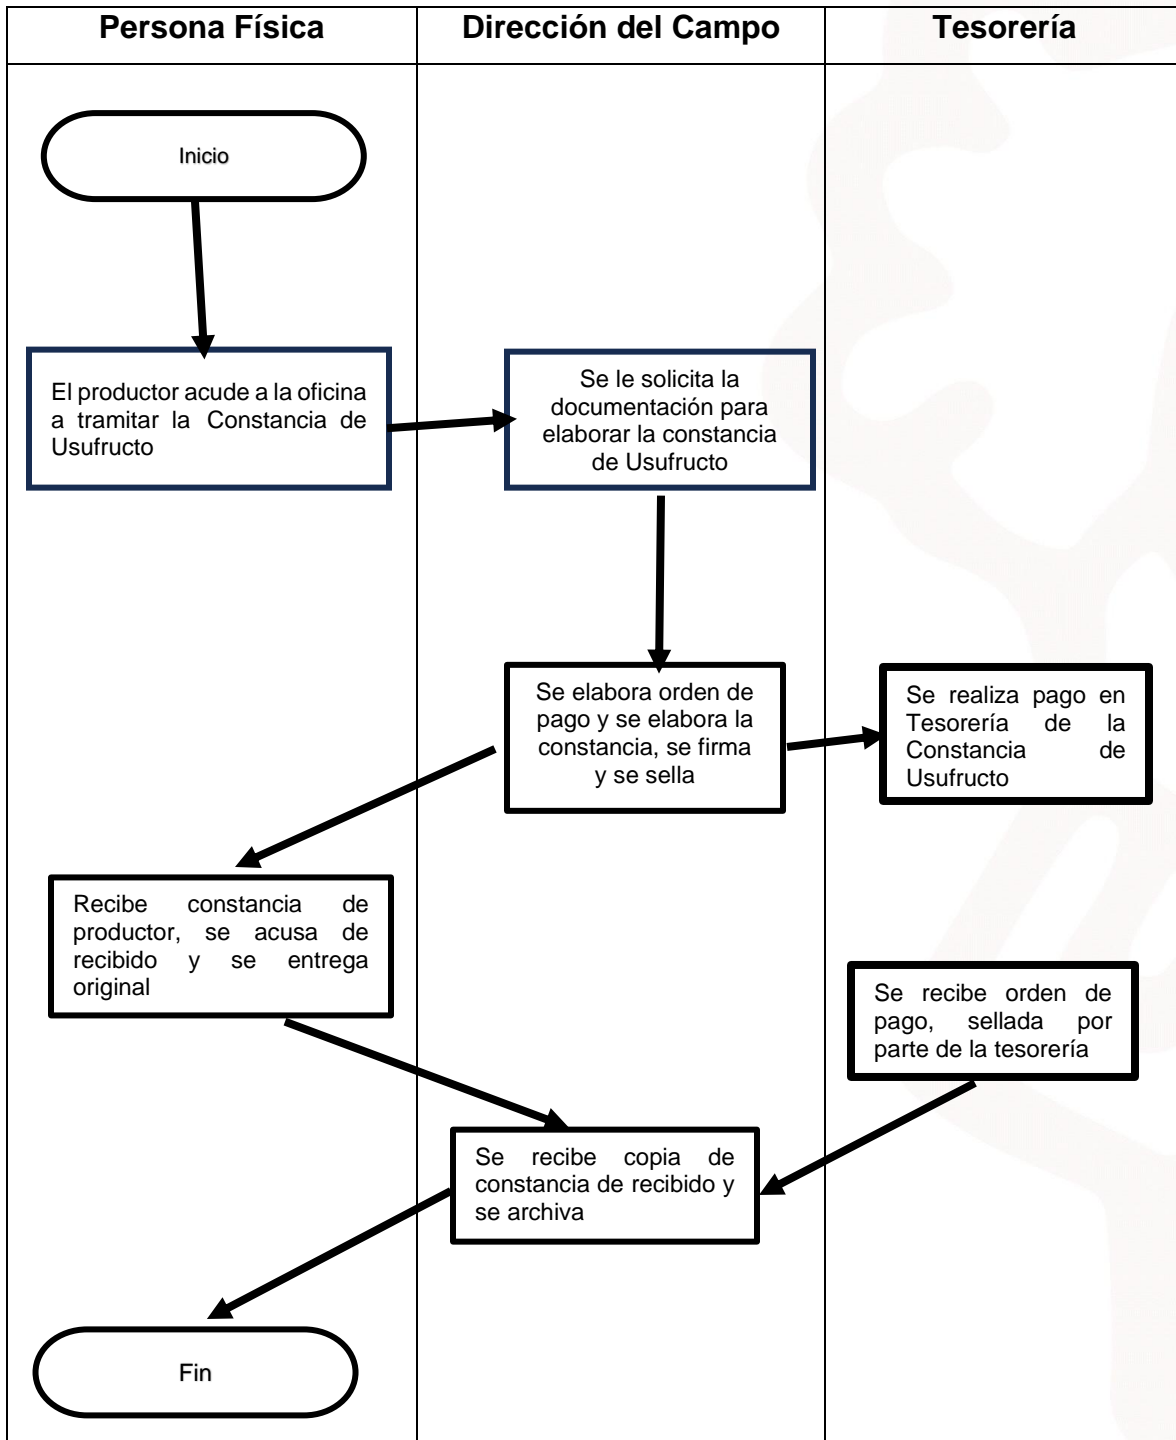 Persona Física
Dirección del Campo
Tesorería
Inicio
El productor acude a la oficina
a tramitar la Constancia de
Usufructo
Se le solicita la
documentación para
elaborar la constancia
de Usufructo
Se elabora orden de
pago y se elabora la
constancia, se firma
y se sella
Se realiza pago en
Tesorería de la
Constancia de
Usufructo
Recibe constancia de
productor, se acusa de
recibido y se entrega
original
Se recibe orden de
pago, sellada por
parte de la tesorería
Se recibe copia de
constancia de recibido y
se archiva
Fin